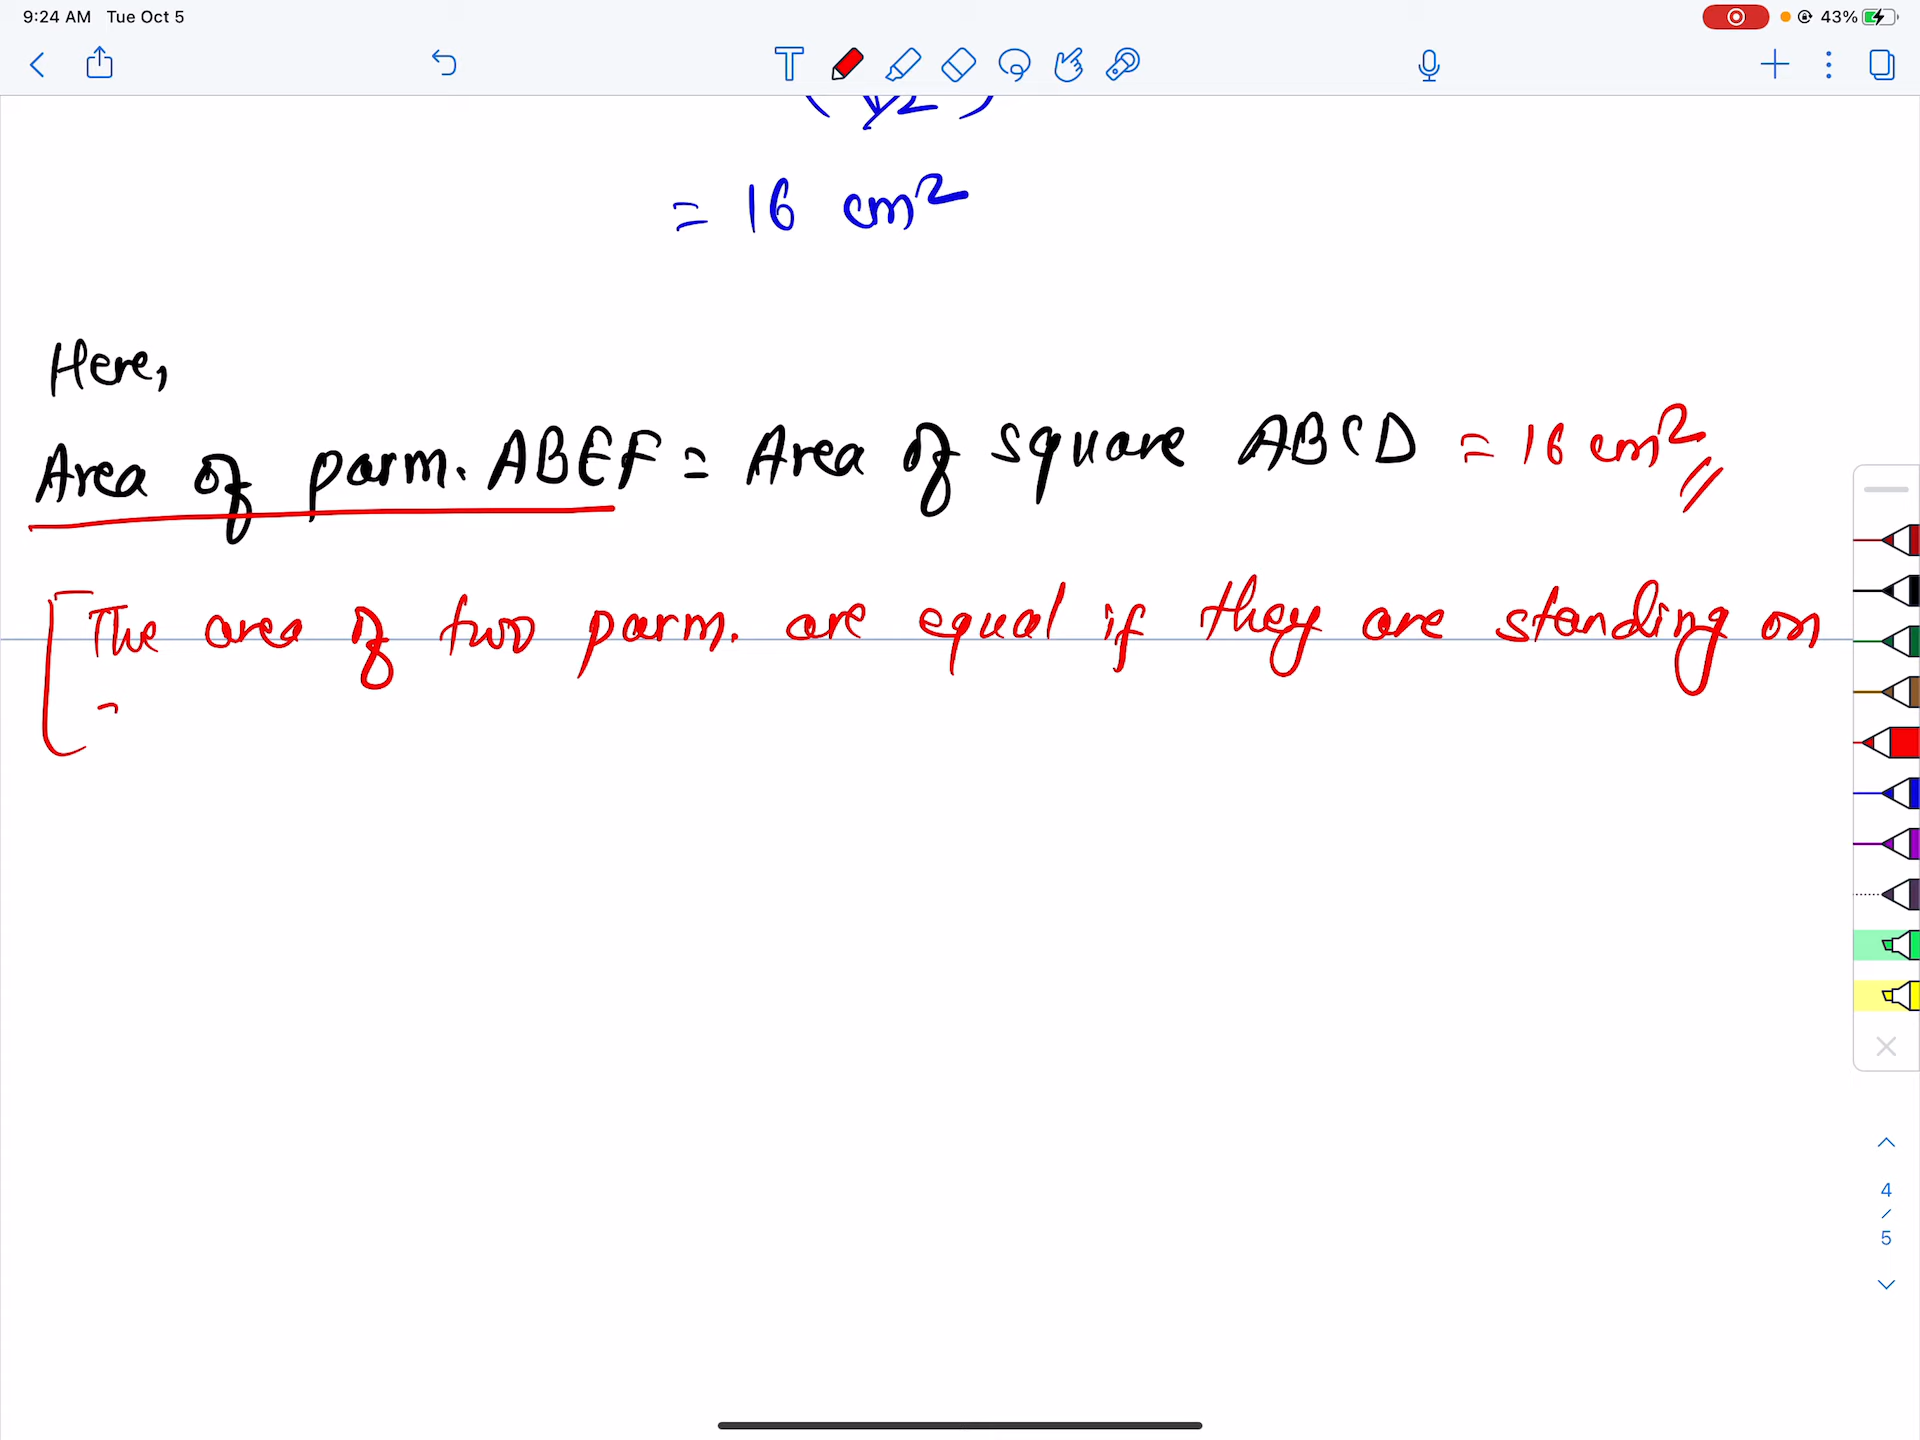 9:24 AM Tue Oct 5
43%
= 16 cm²
Here,
Area of parm. ABEF = Area of square ABCD = 16 cm²
The area of two parm. are equal if they are standing on
4
/
5